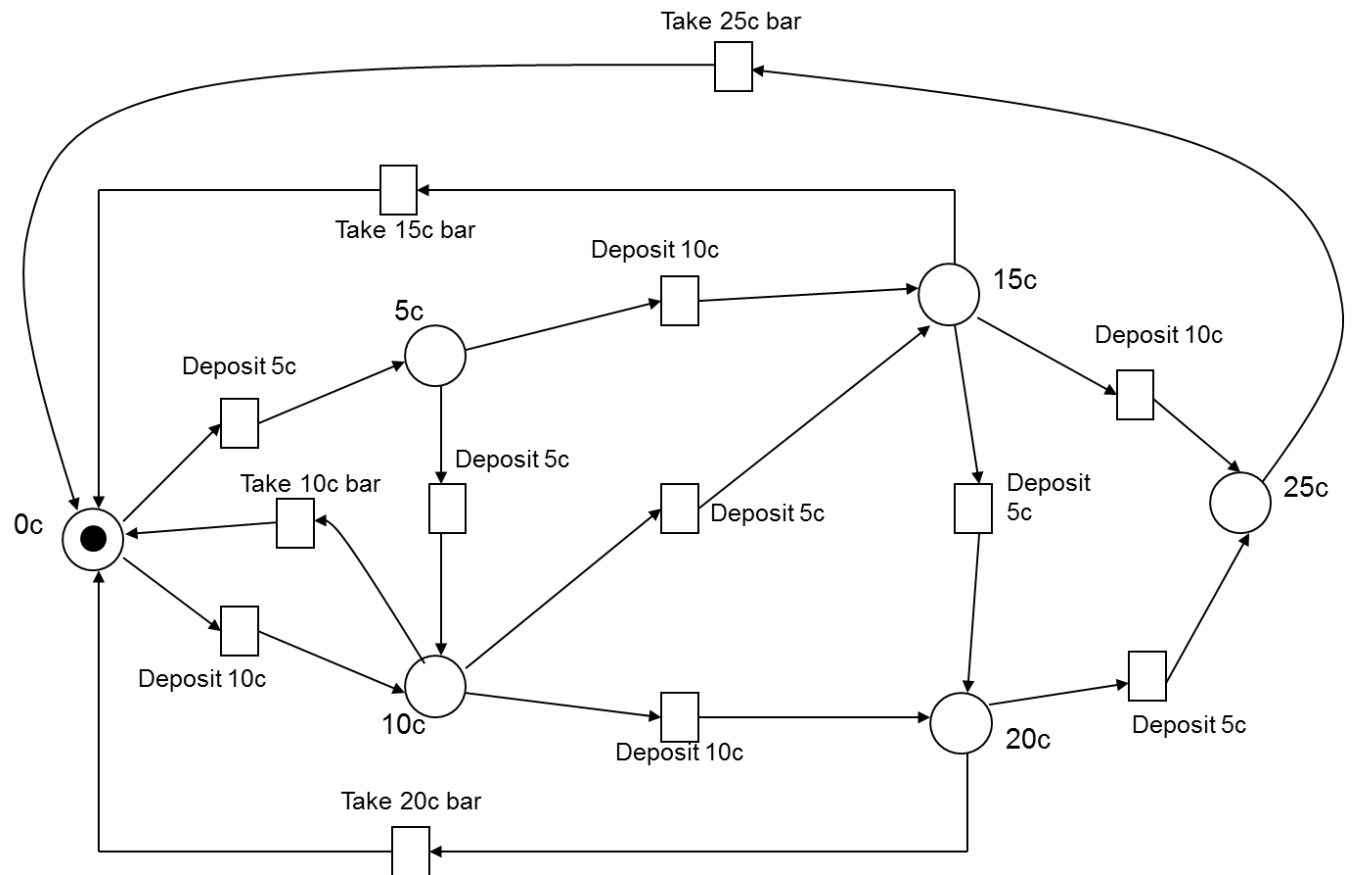 Take 25c bar
Take 15c bar
Deposit 10c
15c
5c
Deposit 10c
Deposit 5c
Deposit 5c
Take 10c bar
Deposit
5c
25c
0c
Deposit 5c
Deposit 10c
10c
Deposit 5c
20c
Deposit 10c
Take 20c bar